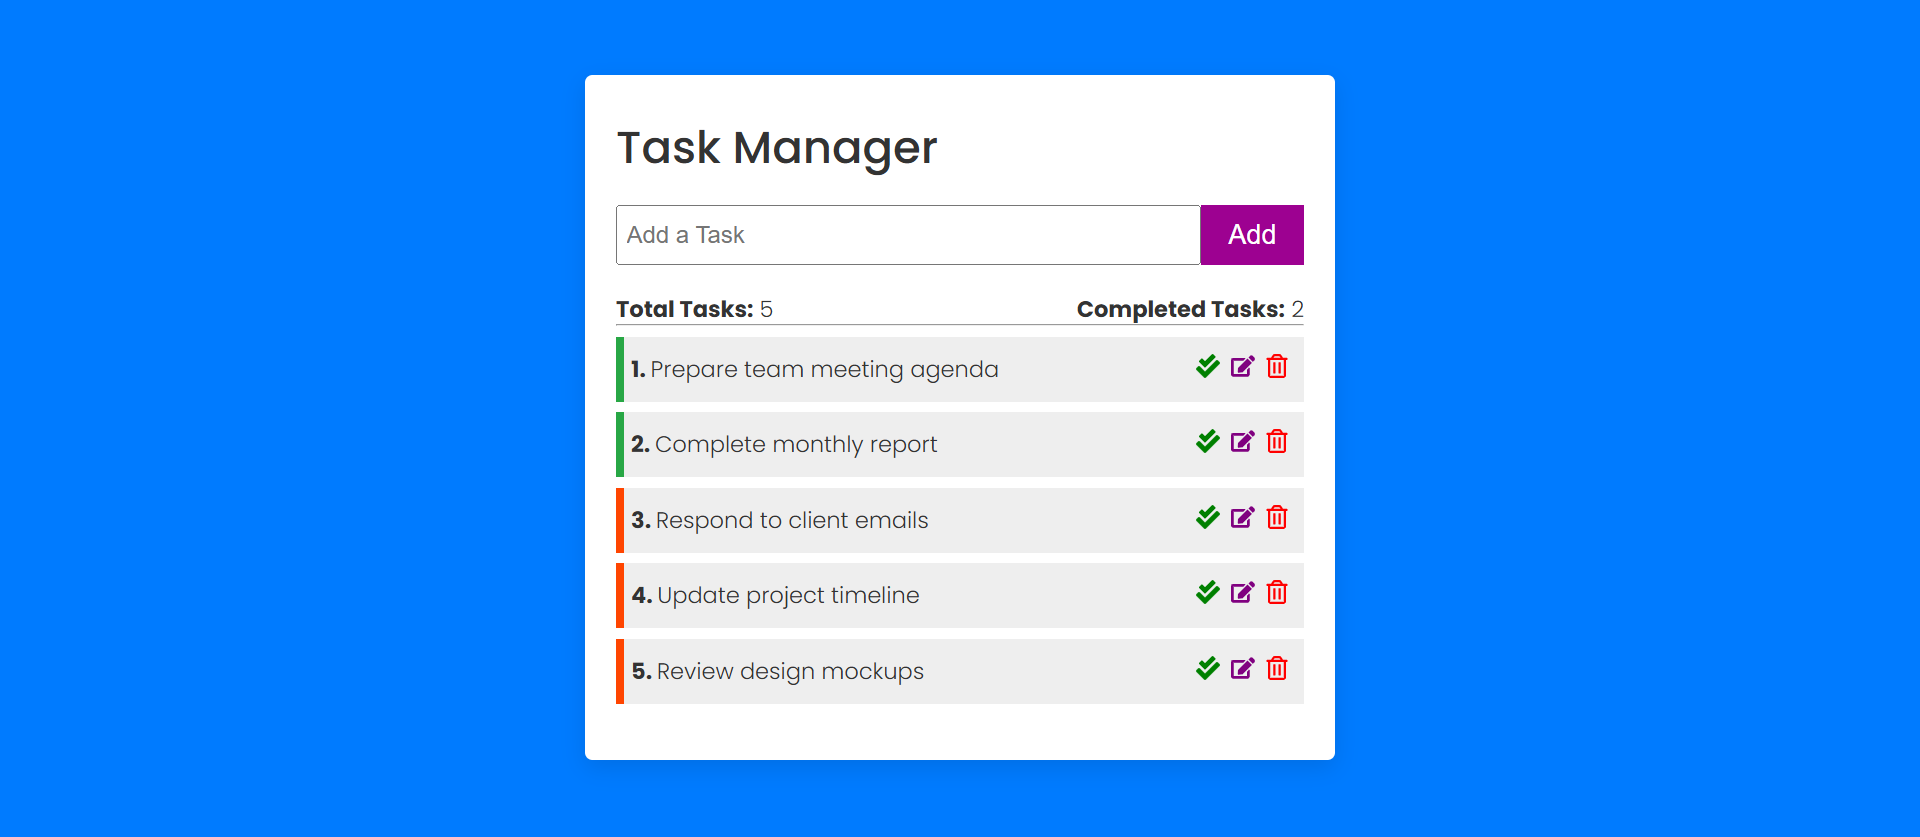 Task Manager
Add a Task
Add
Total Tasks: 5
Completed Tasks: 2
1. Prepare team meeting agenda
2. Complete monthly report
3. Respond to client emails
4. Update project timeline
5. Review design mockups